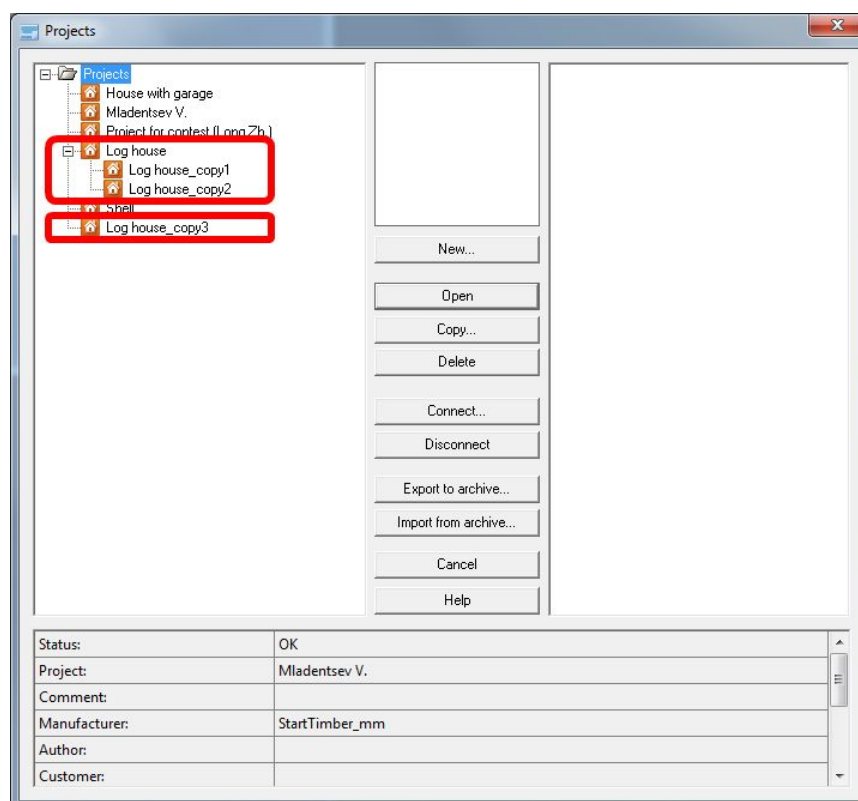 Projects
Projects
House with garage
Mladentsev V.
Project for contest (Long Zh.)
Log house
Log house_copy1
Log house_copy2
Shell
Log house_copy3
New...
Open
Copy...
Delete
Connect...
Disconnect
Export to archive...
Import from archive...
Cancel
Help
Status: OK
Project: Mladentsev V.
Comment:
Manufacturer: StartTimber_mm
Author:
Customer: